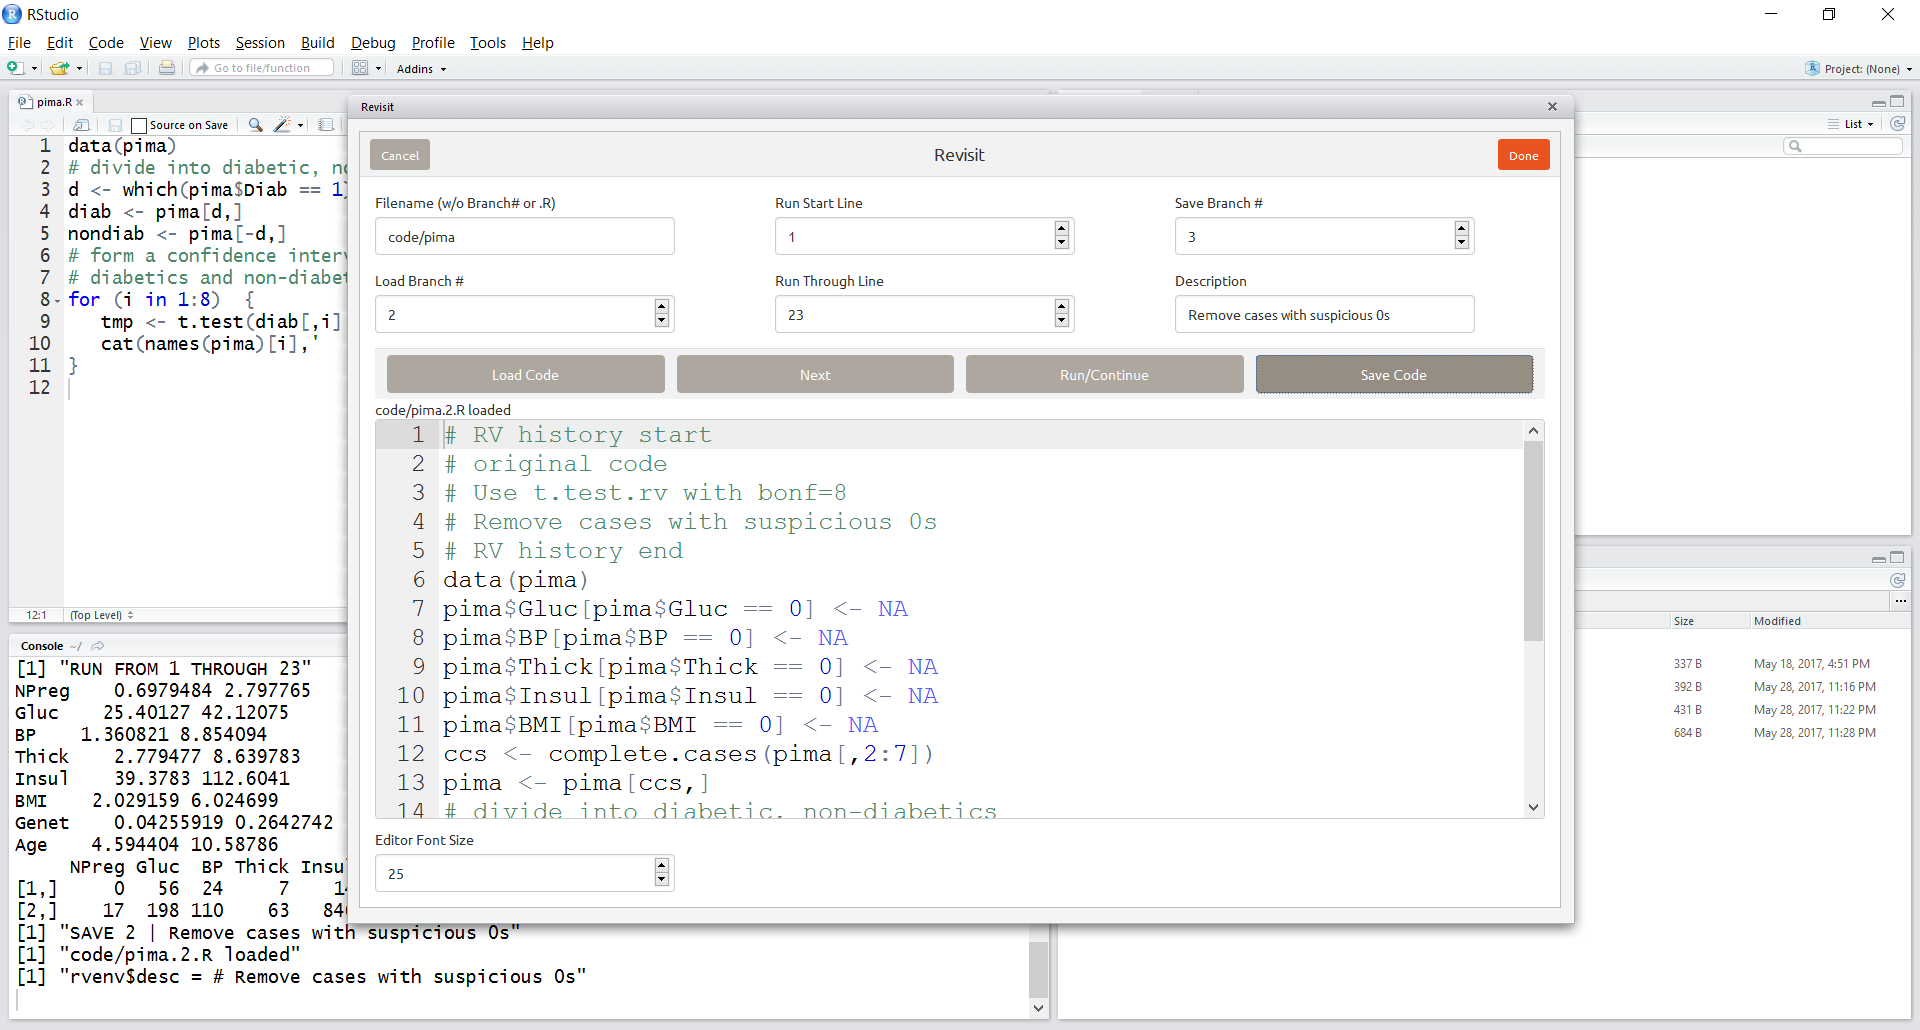 RStudio
File Edit Code View Plots Session Build Debug Profile Tools Help
Go to file/function Addins Project: (None)
pima.R
Source on Save
1 data(pima)
2 # divide into diabetic, n
3 d <- which(pima$Diab == 1)
4 diab <- pima[d,]
5 nondiab <- pima[-d,]
6 # form a confidence inter
7 # diabetics and non-diabe
8 for (i in 1:8) {
9 tmp <- t.test(diab[,i]
10 cat(names(pima)[i],'
11 }
12
12:1 (Top Level)
Console ~/
[1] "RUN FROM 1 THROUGH 23"
NPreg 0.6979484 2.797765
Gluc 25.40127 42.12075
BP 1.360821 8.854094
Thick 2.779477 8.639783
Insul 39.3783 112.6041
BMI 2.029159 6.024699
Genet 0.04255919 0.2642742
Age 4.594404 10.58786
NPreg Gluc BP Thick Insu
[1,] 0 56 24 7 1
[2,] 17 198 110 63 84
[1] "SAVE 2 | Remove cases with suspicious 0s"
[1] "code/pima.2.R loaded"
[1] "rvenv$desc = # Remove cases with suspicious 0s"
Revisit
Cancel Revisit Done
Filename (w/o Branch# or .R) Run Start Line Save Branch #
code/pima 1 3
Load Branch # Run Through Line Description
2 23 Remove cases with suspicious 0s
Load Code Next Run/Continue Save Code
code/pima.2.R loaded
1 # RV history start
2 # original code
3 # Use t.test.rv with bonf=8
4 # Remove cases with suspicious 0s
5 # RV history end
6 data(pima)
7 pima$Gluc[pima$Gluc == 0] <- NA
8 pima$BP[pima$BP == 0] <- NA
9 pima$Thick[pima$Thick == 0] <- NA
10 pima$Insul[pima$Insul == 0] <- NA
11 pima$BMI[pima$BMI == 0] <- NA
12 ccs <- complete.cases(pima[,2:7])
13 pima <- pima[ccs,]
14 # divide into diabetic, non-diabetics
Editor Font Size
25
List
Size Modified
337 B May 18, 2017, 4:51 PM
392 B May 28, 2017, 11:16 PM
431 B May 28, 2017, 11:22 PM
684 B May 28, 2017, 11:28 PM